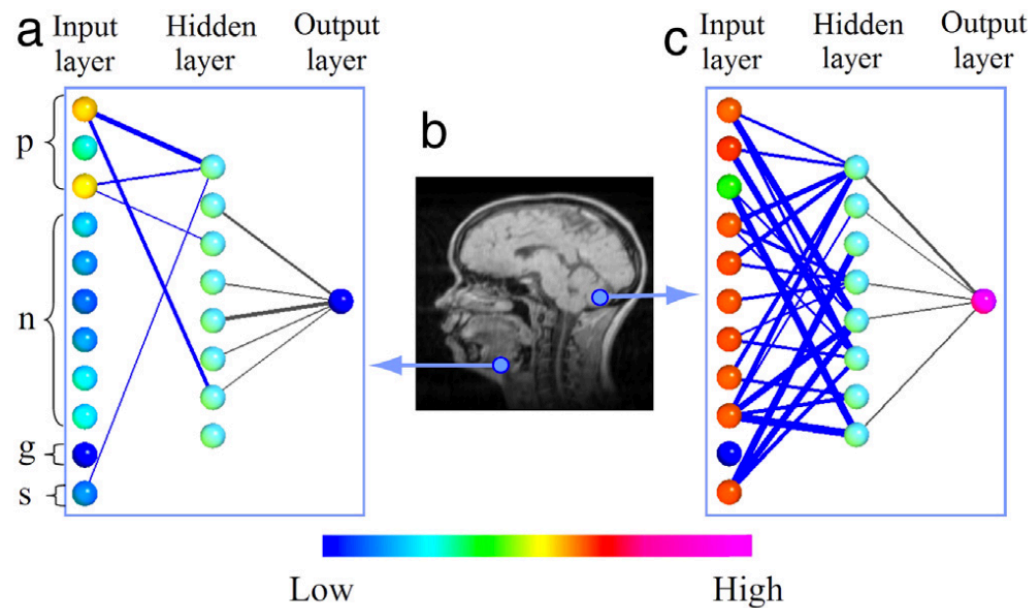 a
Input layer
Hidden layer
Output layer
p
n
g
s
b
c
Input layer
Hidden layer
Output layer
Low
High